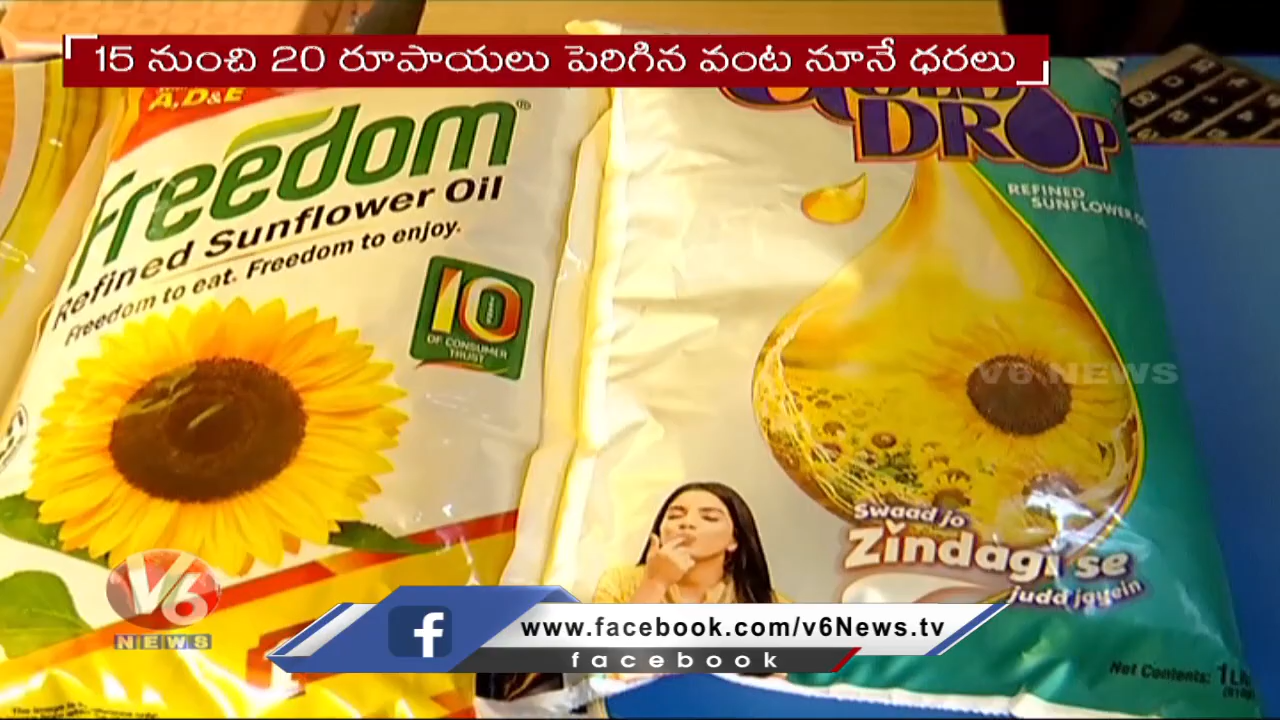 15 నుంచి 20 రూపాయలు పెరిగిన వంట నూనే ధరలు
A,D&E
Freedom®
Refined Sunflower Oil
Freedom to eat. Freedom to enjoy.
10
OF CONSUMER
TRUST
DROP
REFINED
SUNFLOWER
V6 NEWS
Swaad jo
Zindagi se
judd jayein
Net Contents: 1
V6
NEWS
www.facebook.com/v6News.tv
facebook